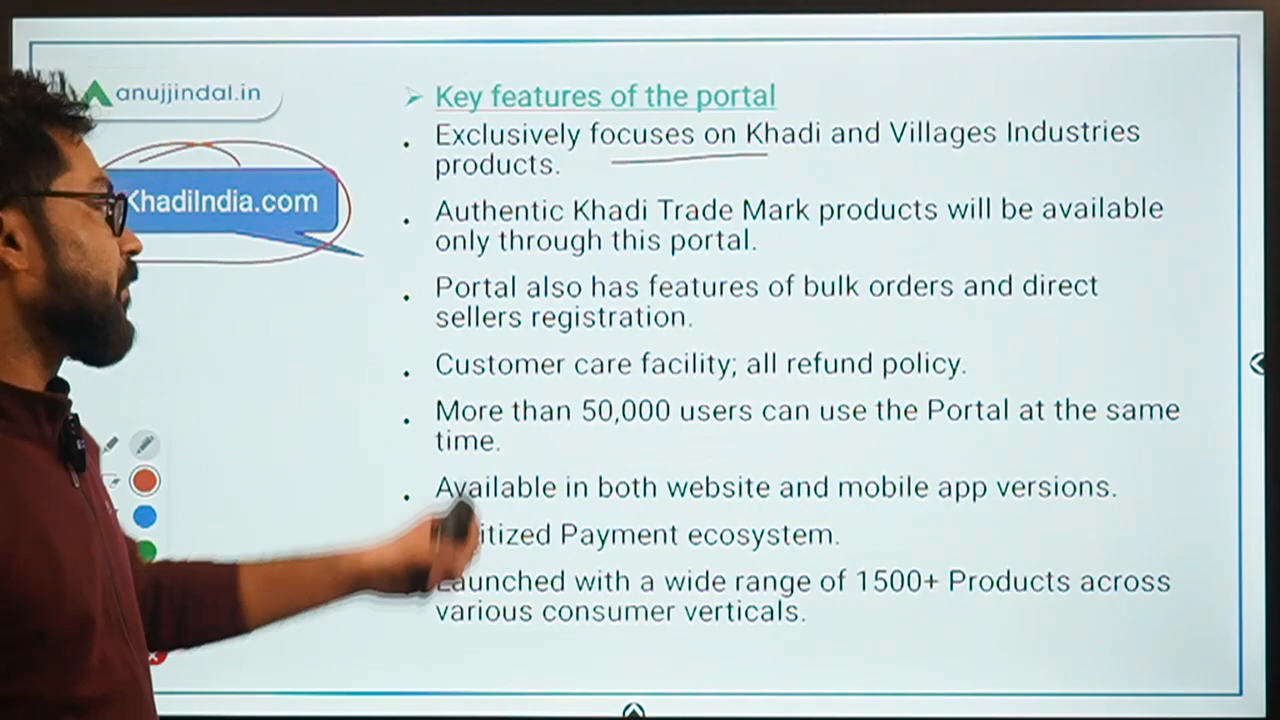 anujjindal.in
KhadiIndia.com
➢ Key features of the portal
. Exclusively focuses on Khadi and Villages Industries
products.
. Authentic Khadi Trade Mark products will be available
only through this portal.
. Portal also has features of bulk orders and direct
sellers registration.
. Customer care facility; all refund policy.
. More than 50,000 users can use the Portal at the same
time.
. Available in both website and mobile app versions.
Payment ecosystem.
Launched with a wide range of 1500+ Products across
various consumer verticals.